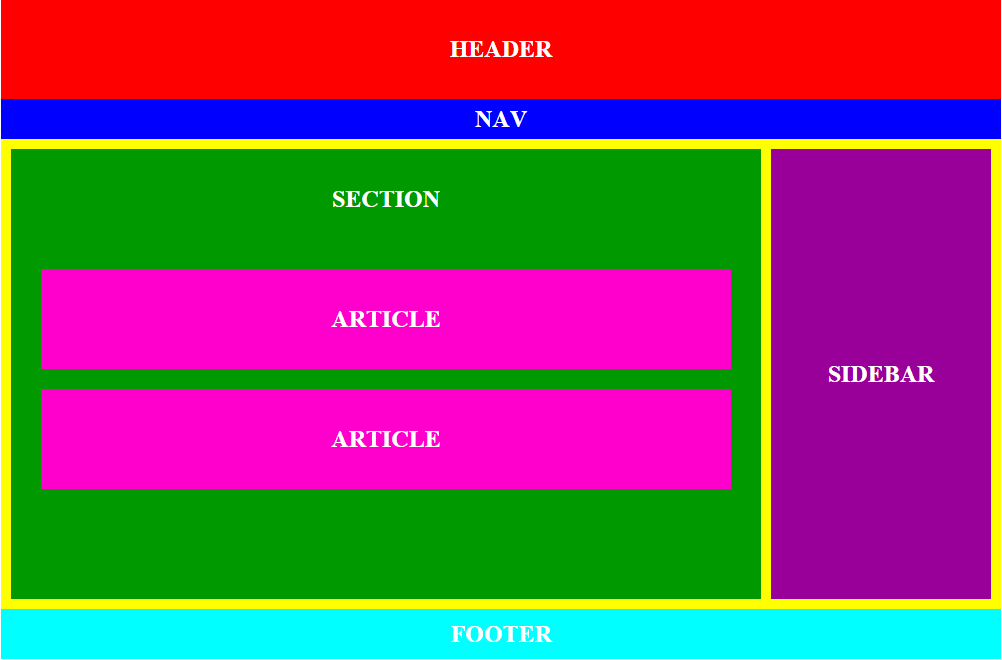 HEADER
NAV
SECTION
ARTICLE
ARTICLE
SIDEBAR
FOOTER